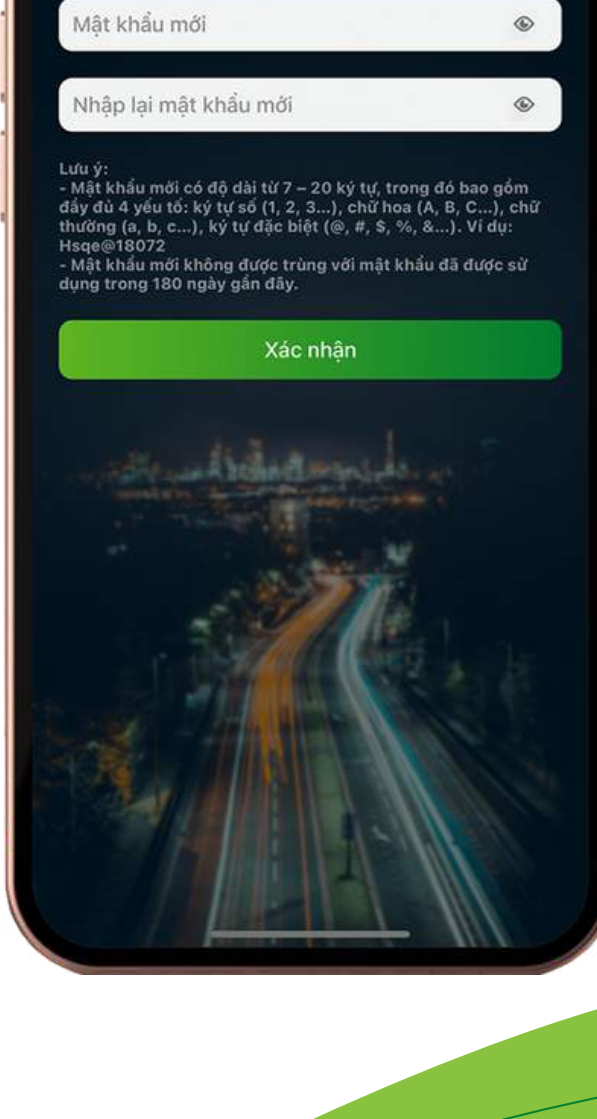 Mật khẩu mới
Nhập lại mật khẩu mới
Lưu ý:
- Mật khẩu mới có độ dài từ 7 – 20 ký tự, trong đó bao gồm
đầy đủ 4 yếu tố: ký tự số (1, 2, 3...), chữ hoa (A, B, C...), chữ
thường (a, b, c...), ký tự đặc biệt (@, #, $, %, &...). Ví dụ:
Hsqe@18072
- Mật khẩu mới không được trùng với mật khẩu đã được sử
dụng trong 180 ngày gần đây.
Xác nhận